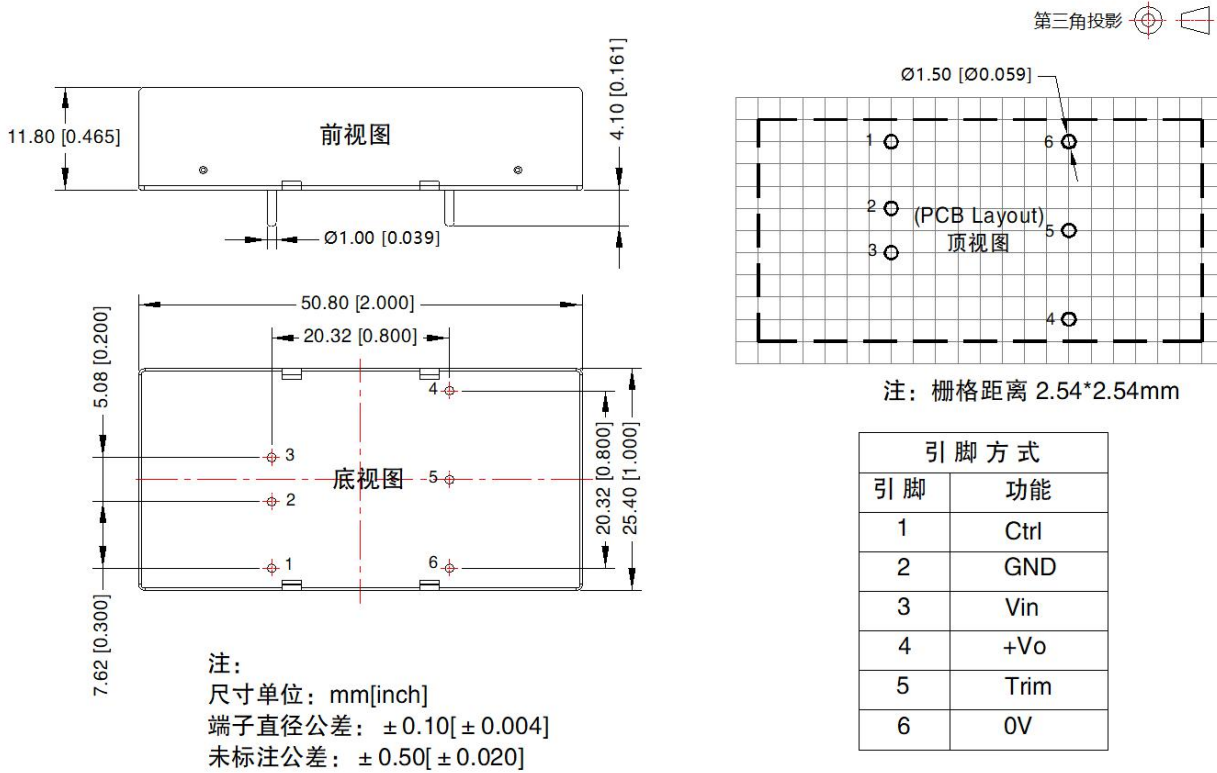 第三角投影
11.80 [0.465]
前视图
4.10 [0.161]
Ø1.00 [0.039]
Ø1.50 [Ø0.059]
1
6
2
(PCB Layout)
顶视图
5
3
4
注：栅格距离 2.54*2.54mm
50.80 [2.000]
20.32 [0.800]
5.08 [0.200]
7.62 [0.300]
4
3
底视图
5
2
1
6
20.32 [0.800]
25.40 [1.000]
注：
尺寸单位：mm[inch]
端子直径公差：±0.10[±0.004]
未标注公差：±0.50[±0.020]
引脚方式
引脚 功能
1 Ctrl
2 GND
3 Vin
4 +Vo
5 Trim
6 0V